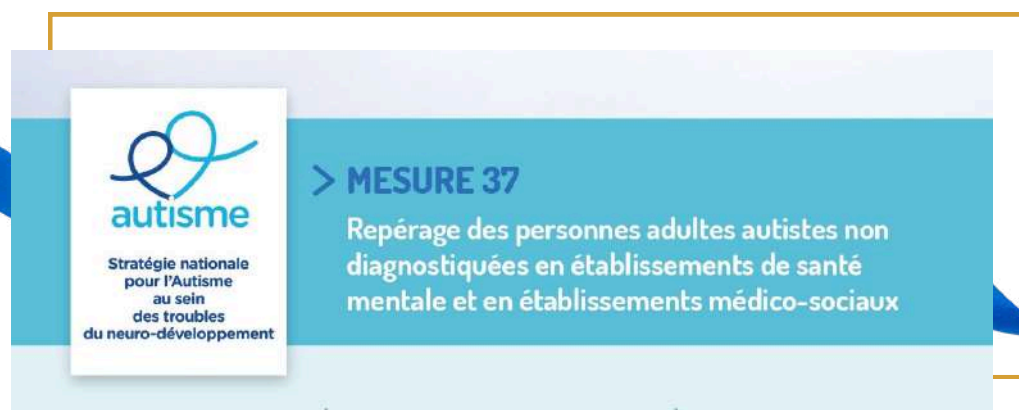 autisme
Stratégie nationale
pour l'Autisme
au sein
des troubles
du neuro-développement
> MESURE 37
Repérage des personnes adultes autistes non
diagnostiquées en établissements de santé
mentale et en établissements médico-sociaux